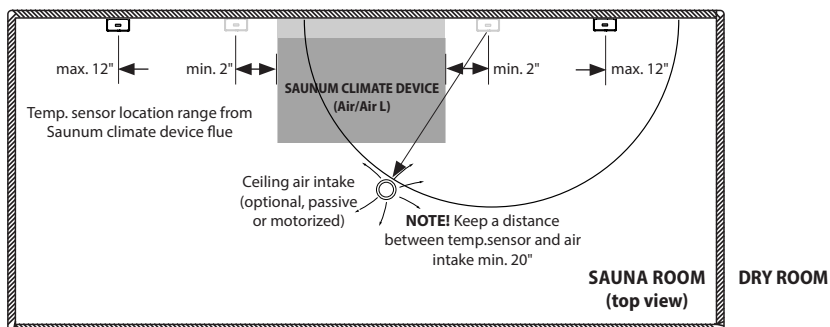 max. 12"
min. 2"
SAUNUM CLIMATE DEVICE
(Air/Air L)
min. 2"
max. 12"
Temp. sensor location range from
Saunum climate device flue
Ceiling air intake
(optional, passive
or motorized)
NOTE! Keep a distance
between temp.sensor and air
intake min. 20"
SAUNA ROOM
(top view)
DRY ROOM